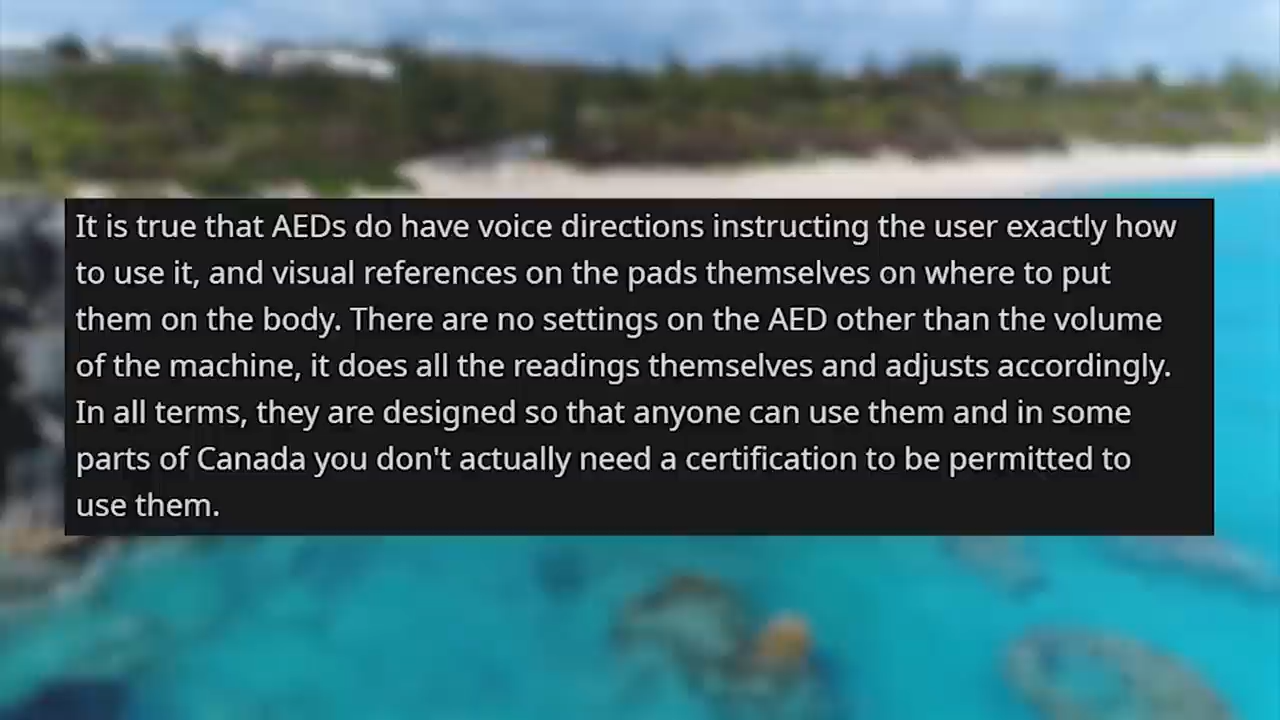 It is true that AEDs do have voice directions instructing the user exactly how
to use it, and visual references on the pads themselves on where to put
them on the body. There are no settings on the AED other than the volume
of the machine, it does all the readings themselves and adjusts accordingly.
In all terms, they are designed so that anyone can use them and in some
parts of Canada you don't actually need a certification to be permitted to
use them.